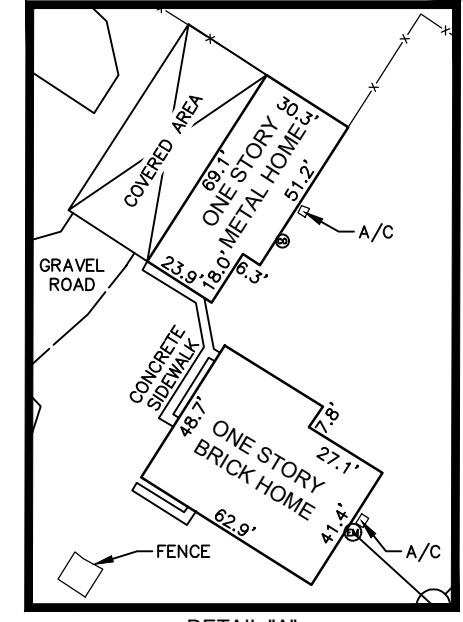 30.3'
COVERED AREA
69.1'
ONE STORY
METAL HOME
51.2'
A/C
GRAVEL
ROAD
23.9'
18.0'
6.3'
CONCRETE
SIDEWALK
7.8'
48.7'
ONE STORY
BRICK HOME
27.1'
62.9'
41.4'
EM
A/C
FENCE